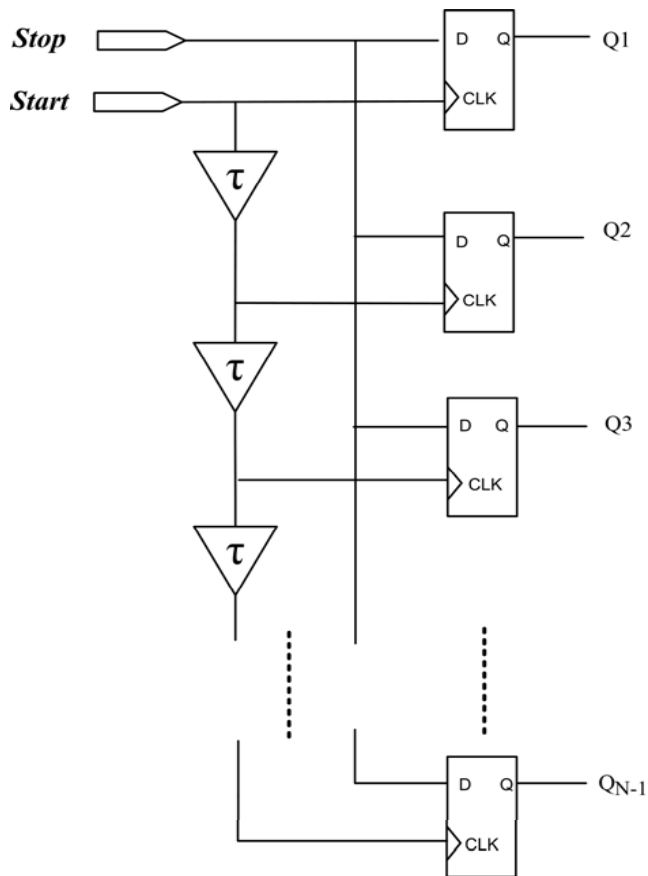 Stop
D Q Q1
Start
CLK
τ
D Q Q2
CLK
τ
D Q Q3
CLK
τ
D Q QN-1
CLK